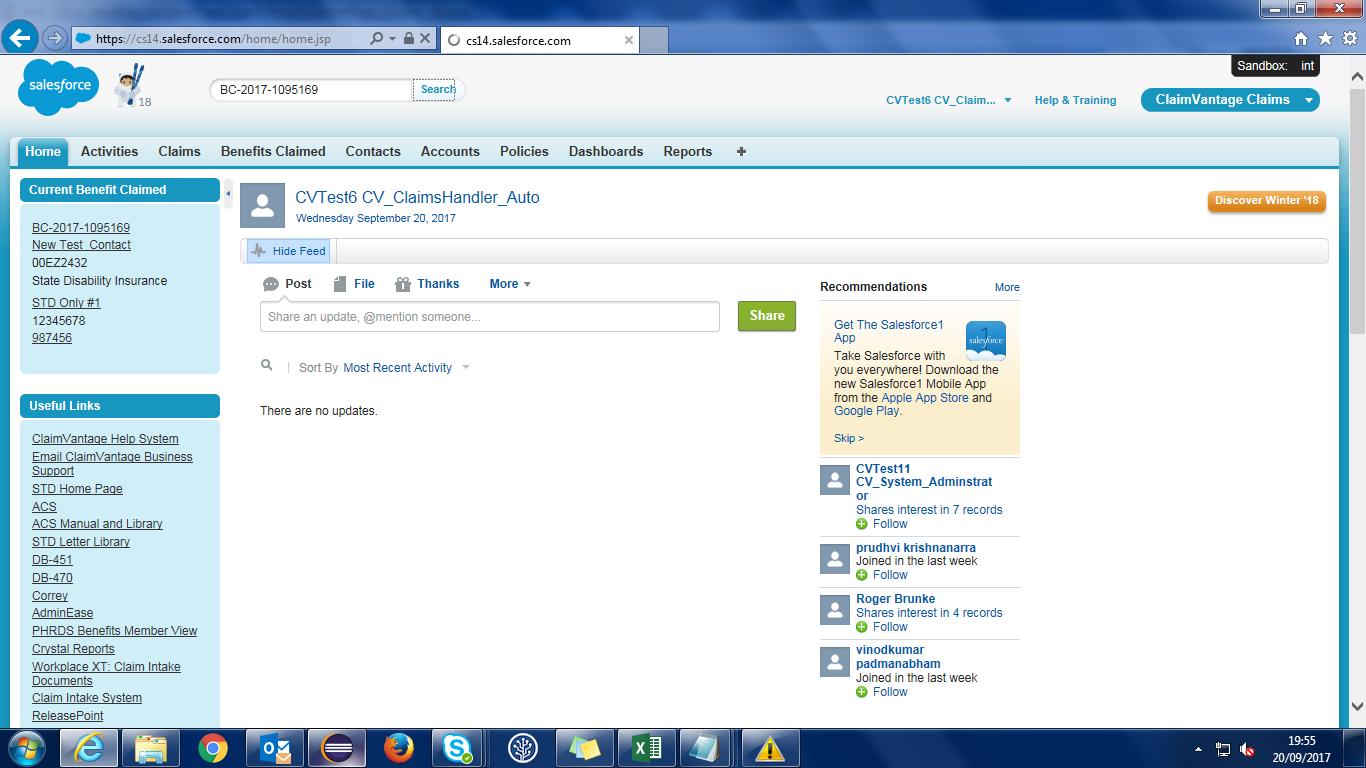 https://cs14.salesforce.com/home/home.jsp
cs14.salesforce.com
Sandbox: int
salesforce
18
BC-2017-1095169
Search
CVTest6 CV_Claim...
Help & Training
ClaimVantage Claims
Home
Activities
Claims
Benefits Claimed
Contacts
Accounts
Policies
Dashboards
Reports
Current Benefit Claimed
BC-2017-1095169
New Test_Contact
00EZ2432
State Disability Insurance
STD Only #1
12345678
987456
Useful Links
ClaimVantage Help System
Email ClaimVantage Business
Support
STD Home Page
ACS
ACS Manual and Library
STD Letter Library
DB-451
DB-470
Correy
AdminEase
PHRDS Benefits Member View
Crystal Reports
Workplace XT: Claim Intake
Documents
Claim Intake System
ReleasePoint
CVTest6 CV_ClaimsHandler_Auto
Wednesday September 20, 2017
Discover Winter '18
Hide Feed
Post
File
Thanks
More
Share an update, @mention someone...
Share
Sort By Most Recent Activity
There are no updates.
Recommendations
More
Get The Salesforce1
App
salesforce
1
Take Salesforce with
you everywhere! Download the
new Salesforce1 Mobile App
from the Apple App Store and
Google Play.
Skip >
CVTest11
CV_System_Adminstrat
or
Shares interest in 7 records
Follow
prudhvi krishnanarra
Joined in the last week
Follow
Roger Brunke
Shares interest in 4 records
Follow
vinodkumar
padmanabham
Joined in the last week
Follow
19:55
20/09/2017